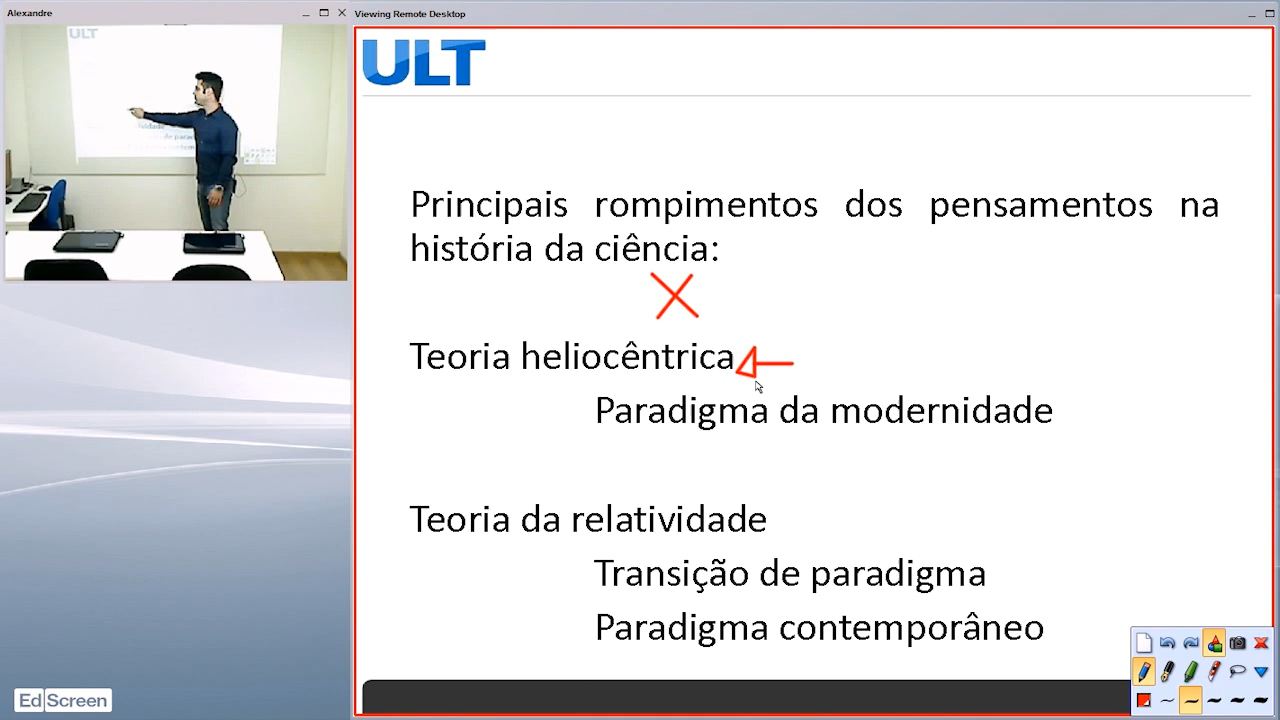 Alexandre
Viewing Remote Desktop
ULT
ULT
Principais rompimentos dos pensamentos na
história da ciência:
Teoria heliocêntrica
Paradigma da modernidade
Teoria da relatividade
Transição de paradigma
Paradigma contemporâneo
EdScreen